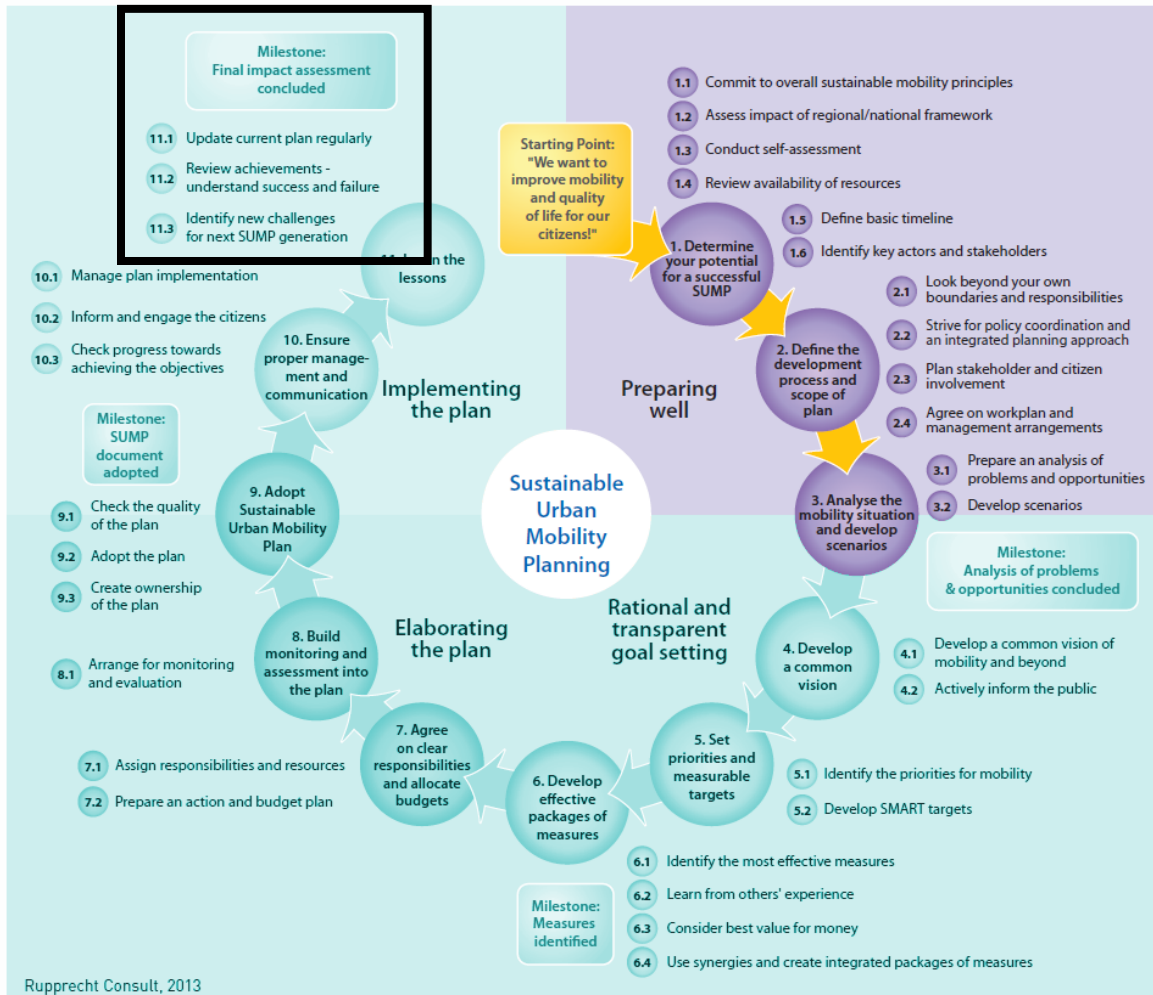 Milestone:
Final impact assessment
concluded
11.1 Update current plan regularly
11.2 Review achievements -
understand success and failure
11.3 Identify new challenges
for next SUMP generation
Starting Point:
"We want to
improve mobility
and quality
of life for our
citizens!"
1.1 Commit to overall sustainable mobility principles
1.2 Assess impact of regional/national framework
1.3 Conduct self-assessment
1.4 Review availability of resources
1.5 Define basic timeline
1.6 Identify key actors and stakeholders
1. Determine
your potential
for a successful
SUMP
2.1 Look beyond your own
boundaries and responsibilities
2.2 Strive for policy coordination and
an integrated planning approach
2.3 Plan stakeholder and citizen
involvement
2.4 Agree on workplan and
management arrangements
2. Define the
development
process and
scope of
plan
3.1 Prepare an analysis of
problems and opportunities
3.2 Develop scenarios
3. Analyse the
mobility situation
and develop
scenarios
Milestone:
Analysis of problems
& opportunities concluded
Preparing
well
Sustainable
Urban
Mobility
Planning
Rational and
transparent
goal setting
4. Develop
a common
vision
4.1 Develop a common vision of
mobility and beyond
4.2 Actively inform the public
5. Set
priorities and
measurable
targets
5.1 Identify the priorities for mobility
5.2 Develop SMART targets
6. Develop
effective
packages of
measures
6.1 Identify the most effective measures
6.2 Learn from others' experience
6.3 Consider best value for money
6.4 Use synergies and create integrated packages of measures
Milestone:
Measures
identified
Elaborating
the plan
7. Agree
on clear
responsibilities
and allocate
budgets
7.1 Assign responsibilities and resources
7.2 Prepare an action and budget plan
8. Build
monitoring and
assessment into
the plan
8.1 Arrange for monitoring
and evaluation
9. Adopt
Sustainable
Urban Mobility
Plan
9.1 Check the quality
of the plan
9.2 Adopt the plan
9.3 Create ownership
of the plan
Milestone:
SUMP
document
adopted
Implementing
the plan
10. Ensure
proper manage-
ment and
communication
10.1 Manage plan implementation
10.2 Inform and engage the citizens
10.3 Check progress towards
achieving the objectives
the
lessons
Rupprecht Consult, 2013